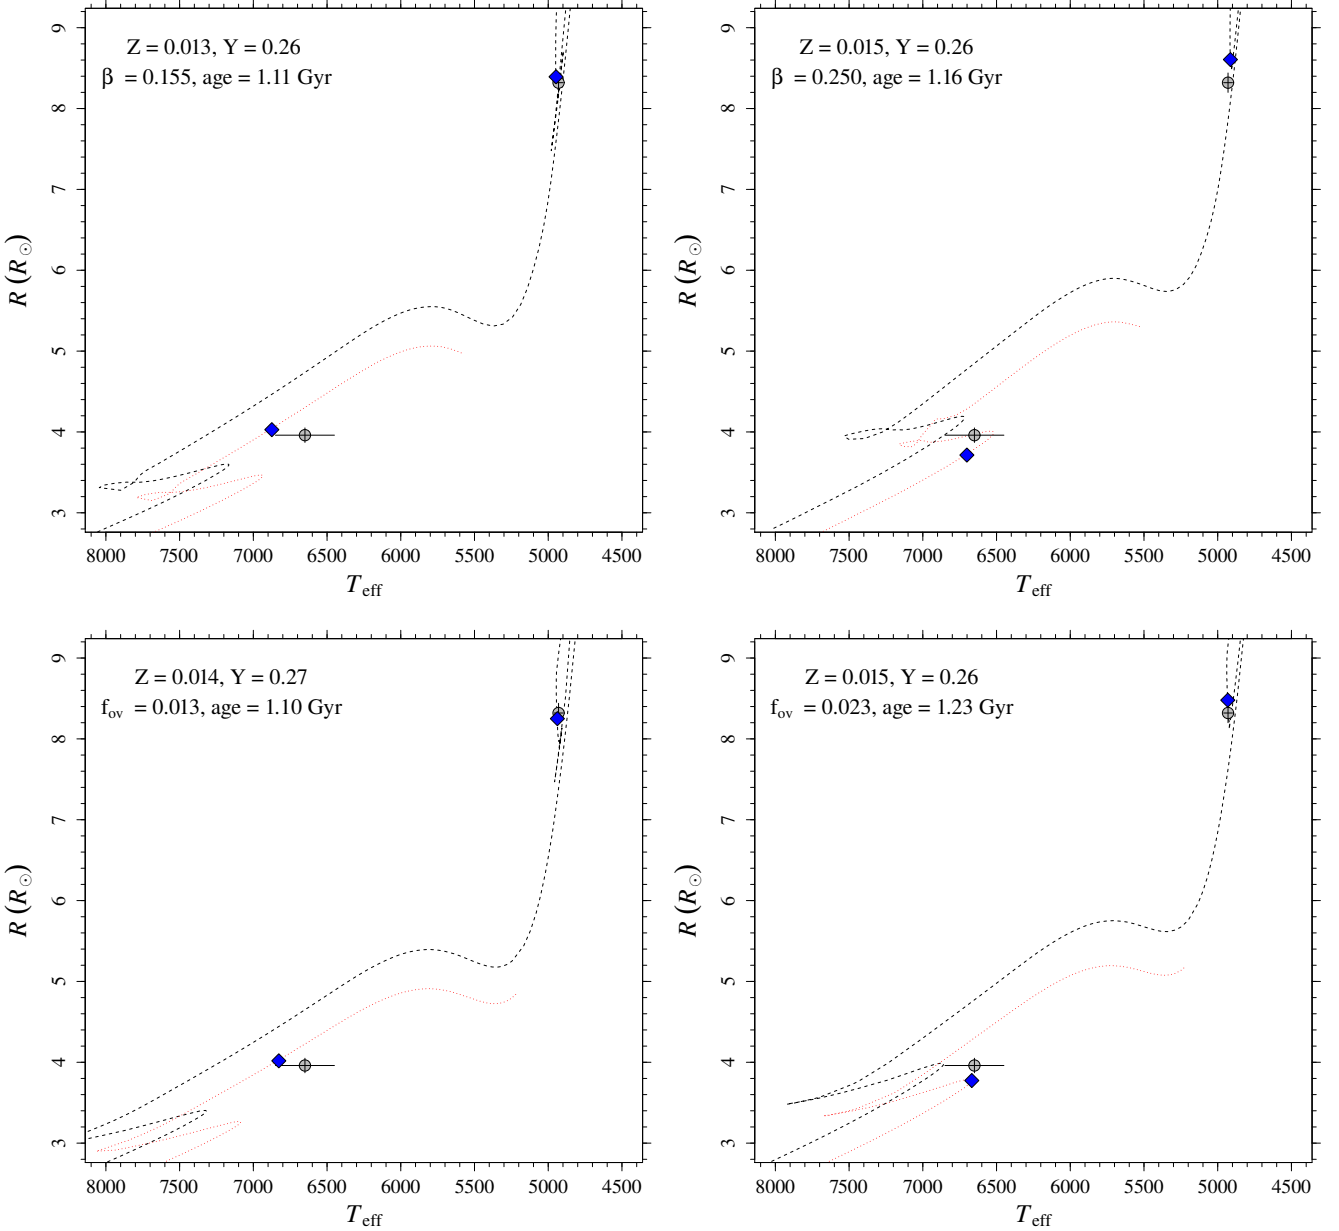 Z = 0.013, Y = 0.26
β = 0.155, age = 1.11 Gyr
R (R☉)
3 4 5 6 7 8 9
8000 7500 7000 6500 6000 5500 5000 4500
Teff
Z = 0.015, Y = 0.26
β = 0.250, age = 1.16 Gyr
R (R☉)
3 4 5 6 7 8 9
8000 7500 7000 6500 6000 5500 5000 4500
Teff
Z = 0.014, Y = 0.27
fov = 0.013, age = 1.10 Gyr
R (R☉)
3 4 5 6 7 8 9
8000 7500 7000 6500 6000 5500 5000 4500
Teff
Z = 0.015, Y = 0.26
fov = 0.023, age = 1.23 Gyr
R (R☉)
3 4 5 6 7 8 9
8000 7500 7000 6500 6000 5500 5000 4500
Teff